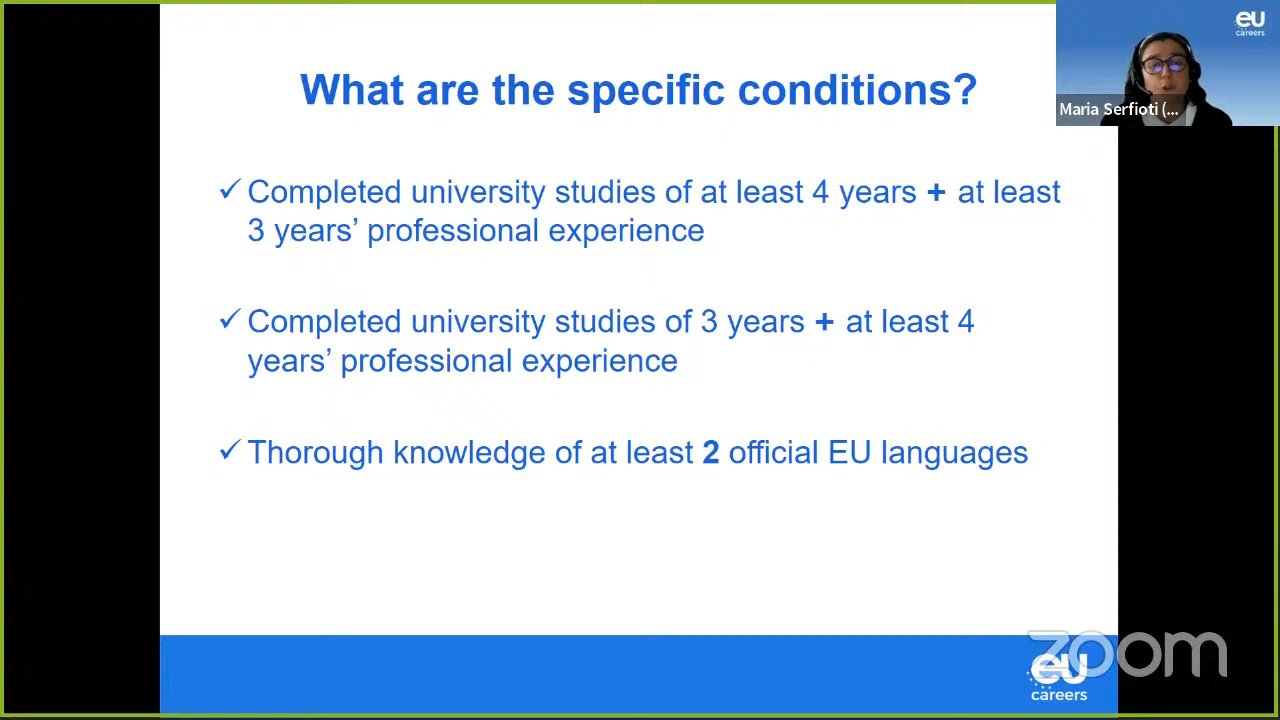 What are the specific conditions?
✓ Completed university studies of at least 4 years + at least
3 years’ professional experience
✓ Completed university studies of 3 years + at least 4
years’ professional experience
✓ Thorough knowledge of at least 2 official EU languages
eu
careers
Maria Serfioti (...
zoom
eu
careers